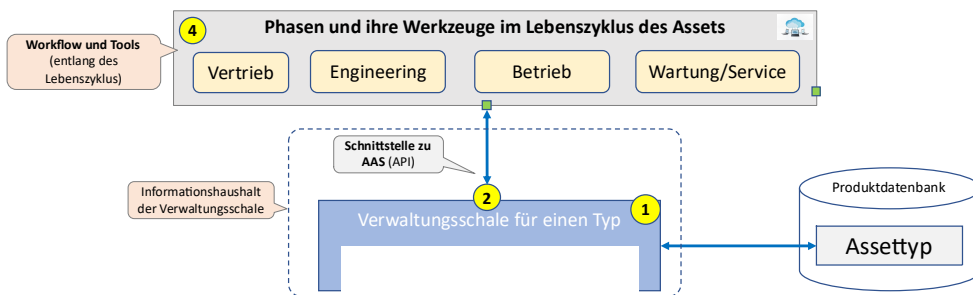 4
Phasen und ihre Werkzeuge im Lebenszyklus des Assets
Workflow und Tools
(entlang des
Lebenszyklus)
Vertrieb
Engineering
Betrieb
Wartung/Service
Schnittstelle zu
AAS (API)
Informationshaushalt
der Verwaltungsschale
2
1
Verwaltungsschale für einen Typ
Produktdatenbank
Assettyp